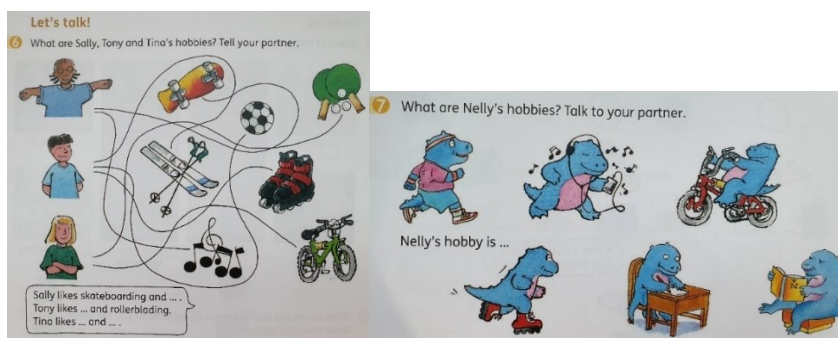 Let's talk!
6 What are Sally, Tony and Tina's hobbies? Tell your partner.
Sally likes skateboarding and ... .
Tony likes ... and rollerblading.
Tina likes ... and ... .
7 What are Nelly's hobbies? Talk to your partner.
Nelly's hobby is ...
N